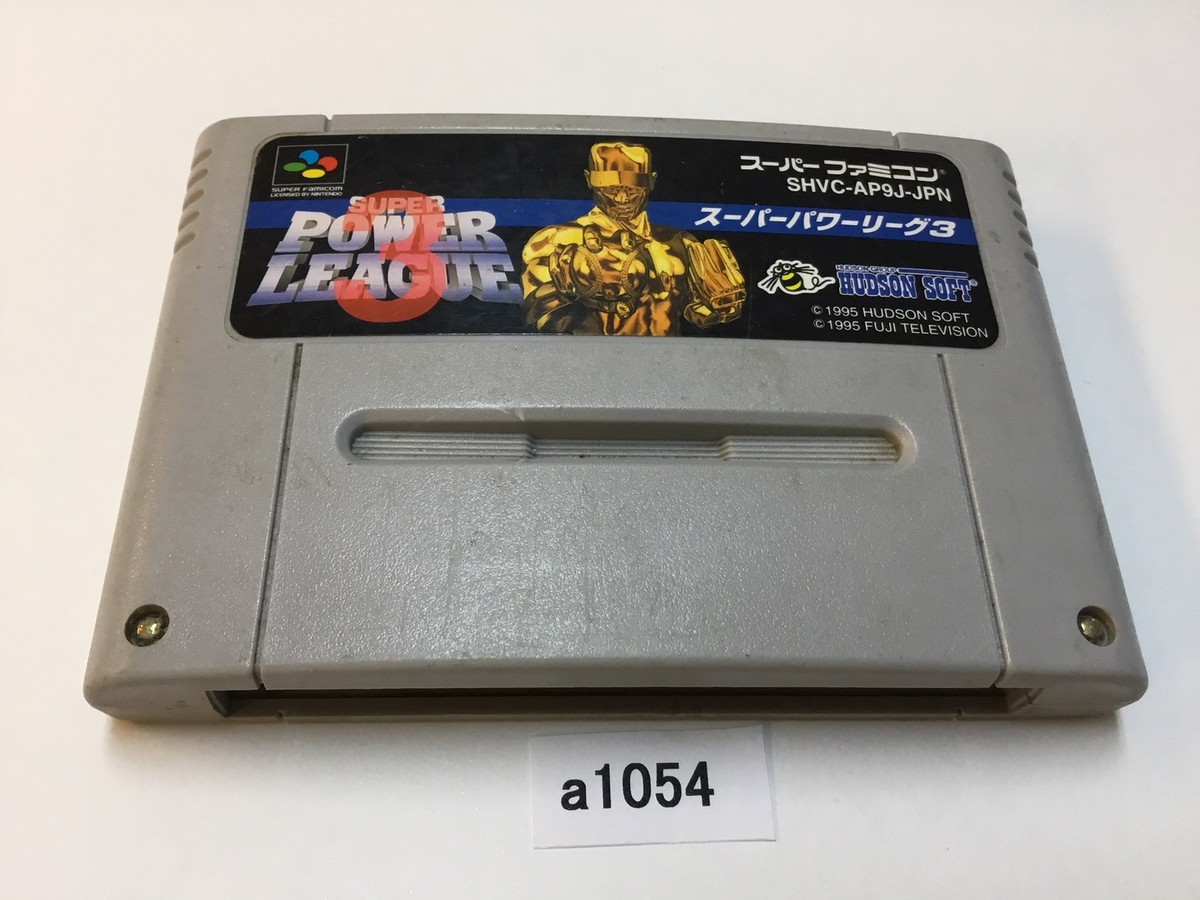 SUPER FAMICOM
LICENSED BY NINTENDO
SUPER
POWER
LEAGUE
3
スーパーファミコン®
SHVC-AP9J-JPN
スーパーパワーリーグ3
HUDSON GROUP
HUDSON SOFT®
© 1995 HUDSON SOFT
© 1995 FUJI TELEVISION
a1054